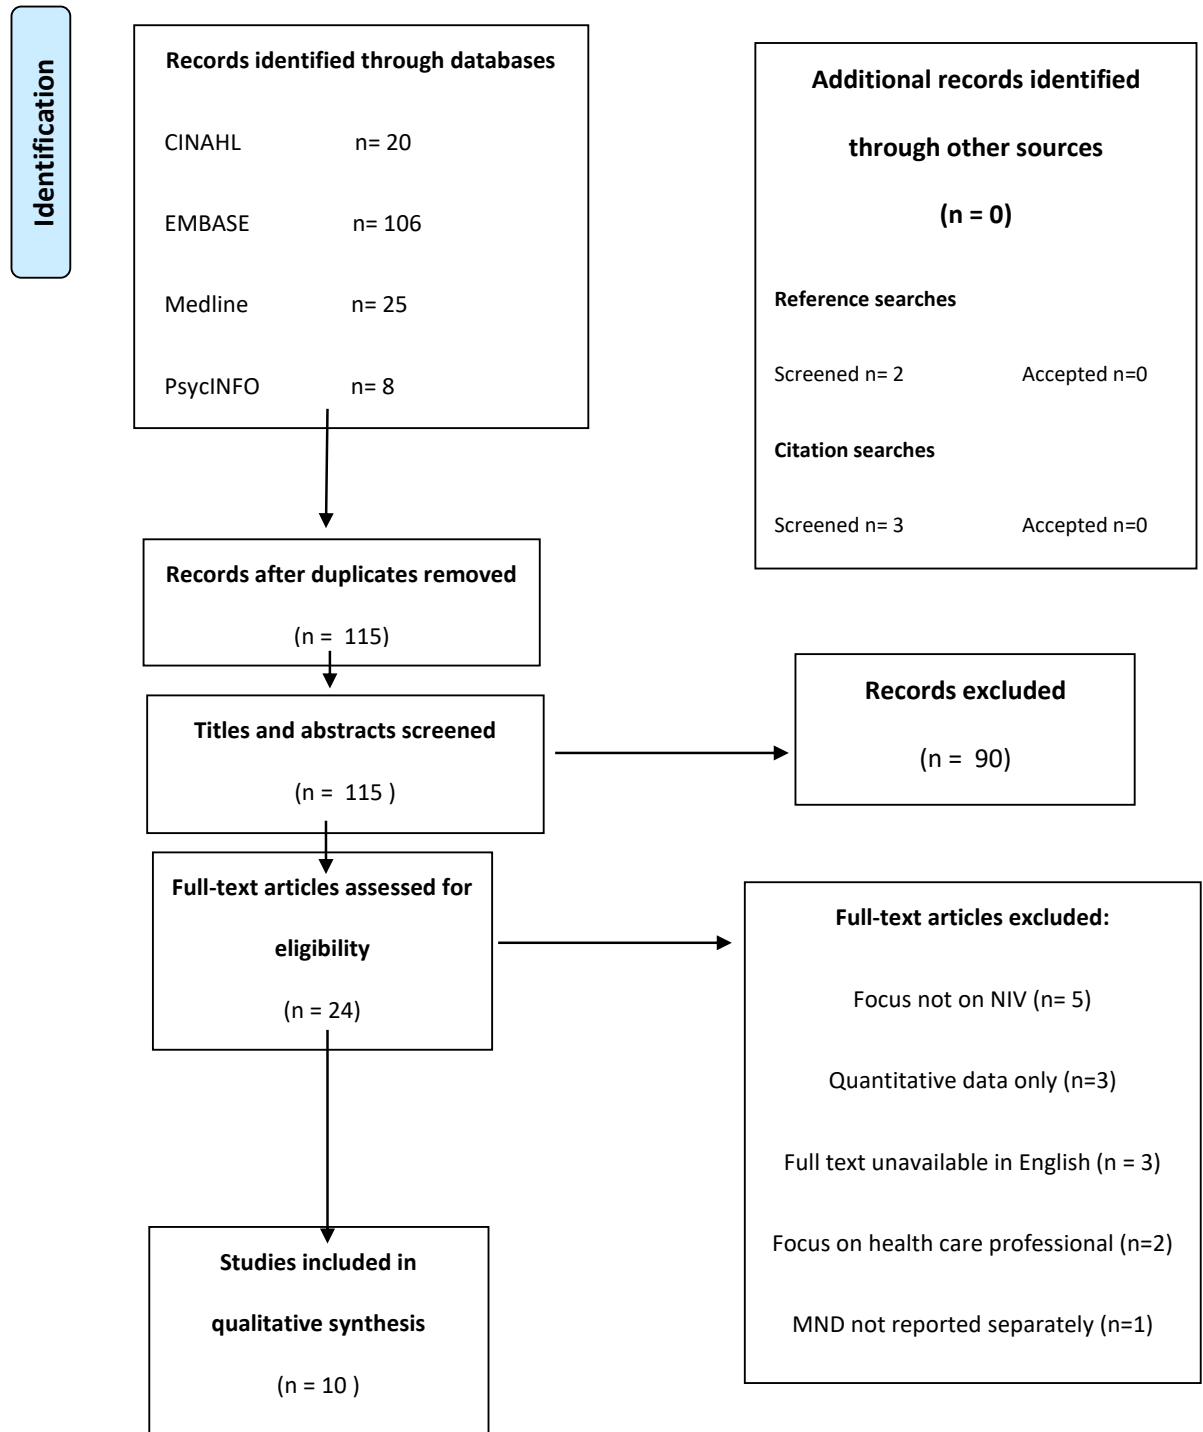 Identification
Records identified through databases
CINAHL n= 20
EMBASE n= 106
Medline n= 25
PsycINFO n= 8
Additional records identified
through other sources
(n = 0)
Reference searches
Screened n= 2 Accepted n=0
Citation searches
Screened n= 3 Accepted n=0
Records after duplicates removed
(n = 115)
Titles and abstracts screened
(n = 115 )
Records excluded
(n = 90)
Full-text articles assessed for
eligibility
(n = 24)
Full-text articles excluded:
Focus not on NIV (n= 5)
Quantitative data only (n=3)
Full text unavailable in English (n = 3)
Focus on health care professional (n=2)
MND not reported separately (n=1)
Studies included in
qualitative synthesis
(n = 10 )